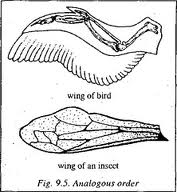 wing of bird
wing of an insect
Fig. 9.5. Analogous order